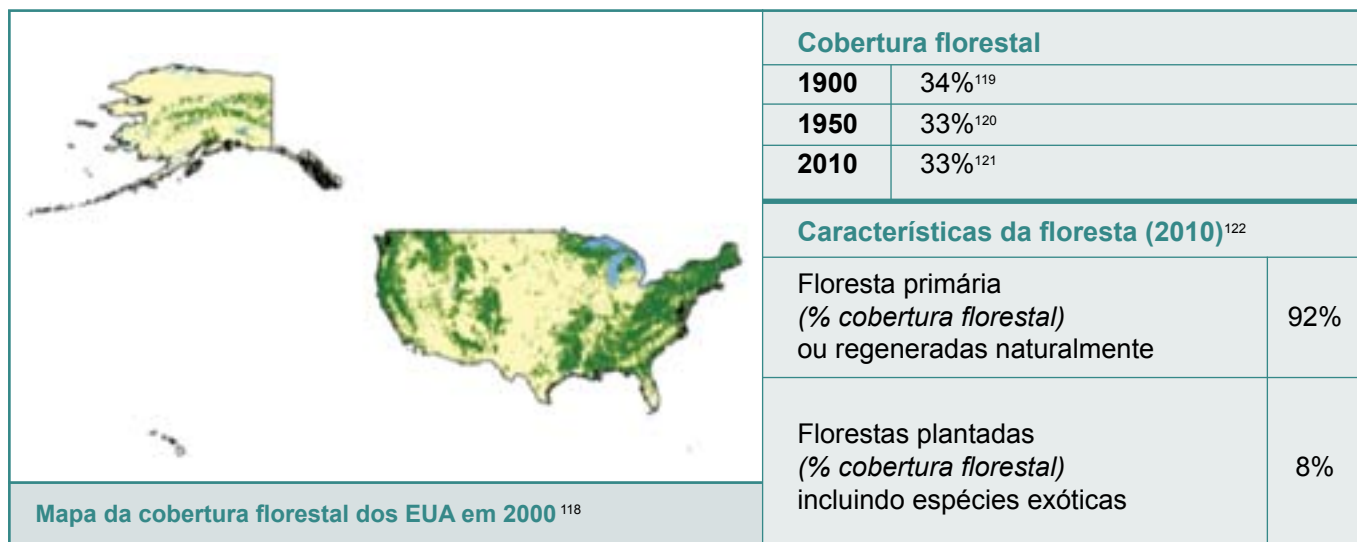 Mapa da cobertura florestal dos EUA em 2000 118
Cobertura florestal
1900 34%119
1950 33%120
2010 33%121
Características da floresta (2010)122
Floresta primária
(% cobertura florestal)
ou regeneradas naturalmente
92%
Florestas plantadas
(% cobertura florestal)
incluindo espécies exóticas
8%